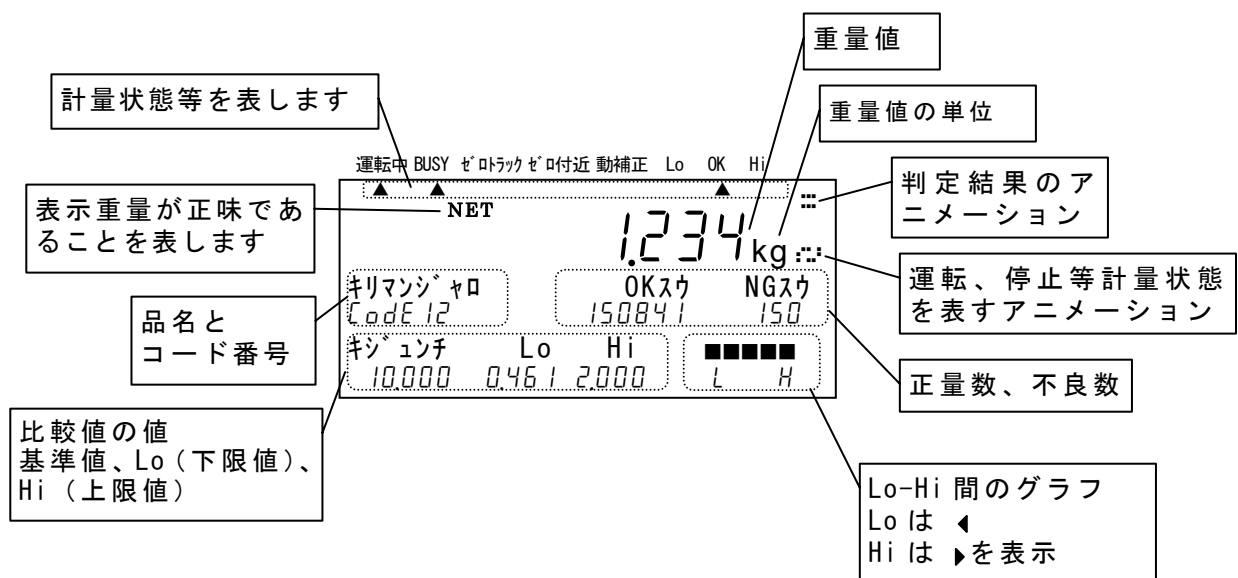 重量値
計量状態等を表します
重量値の単位
運転中 BUSY ゼロトラック ゼロ付近 動補正 Lo OK Hi
▲ ▲ ▲
判定結果のア
ニメーション
表示重量が正味であ
ることを表します
NET
1.234 kg
運転、停止等計量状態
を表すアニメーション
キリマンジャロ OKスウ NGスウ
CodE 12 150841 150
品名と
コード番号
キジュンチ Lo Hi ■■■■■
10.000 0.461 2.000 L H
正量数、不良数
比較値の値
基準値、Lo(下限値)、
Hi(上限値)
Lo-Hi 間のグラフ
Lo は ◀
Hi は ▶を表示